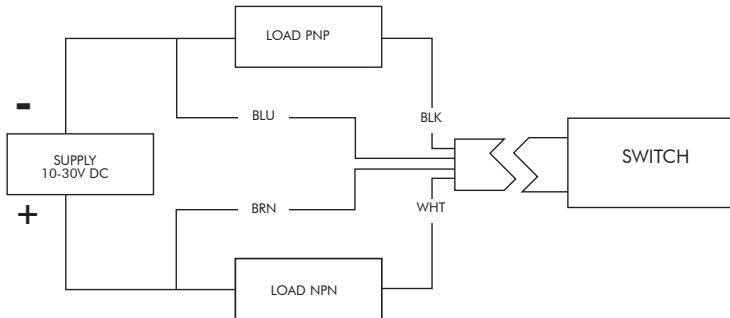 LOAD PNP
-
BLU
BLK
SUPPLY
10-30V DC
SWITCH
+
BRN
WHT
LOAD NPN